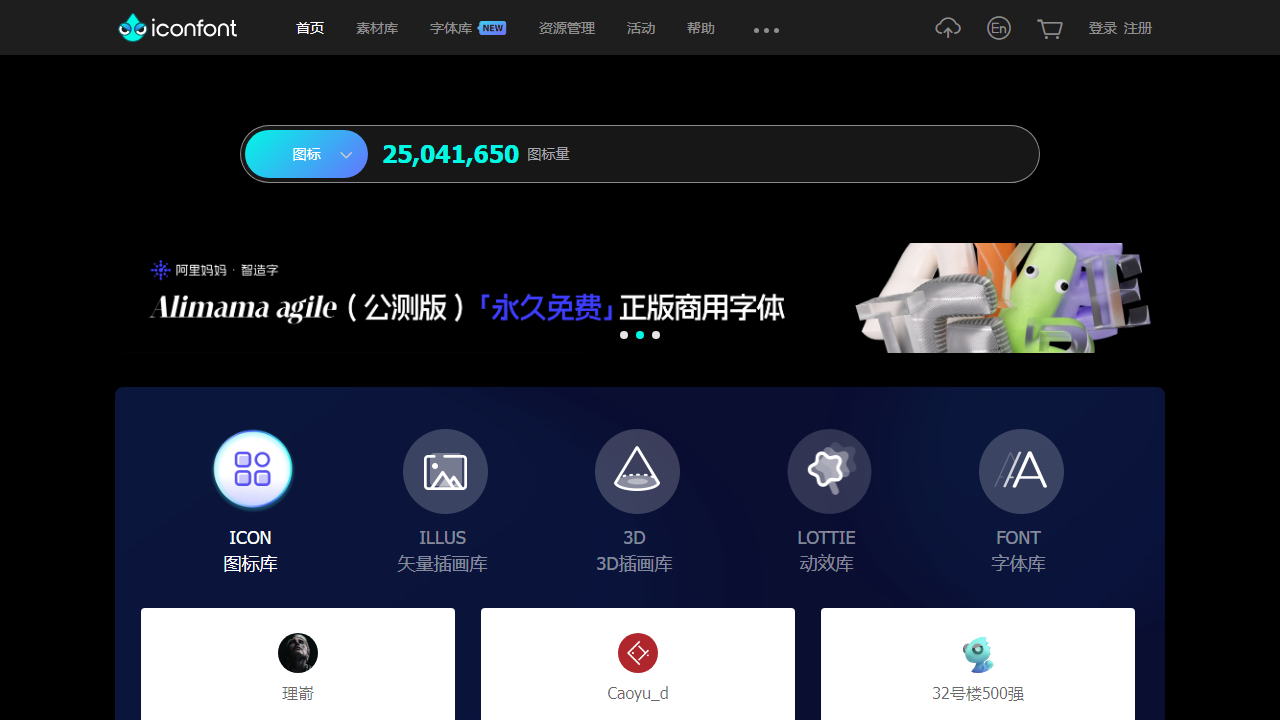 iconfont
首页 素材库 字体库 NEW 资源管理 活动 帮助
En
登录 注册
图标
25,041,650 图标量
阿里妈妈 · 智造字
Alimama agile（公测版）「永久免费」正版商用字体
ICON
图标库
ILLUS
矢量插画库
3D
3D插画库
LOTTIE
动效库
FONT
字体库
理嵛
Caoyu_d
32号楼500强